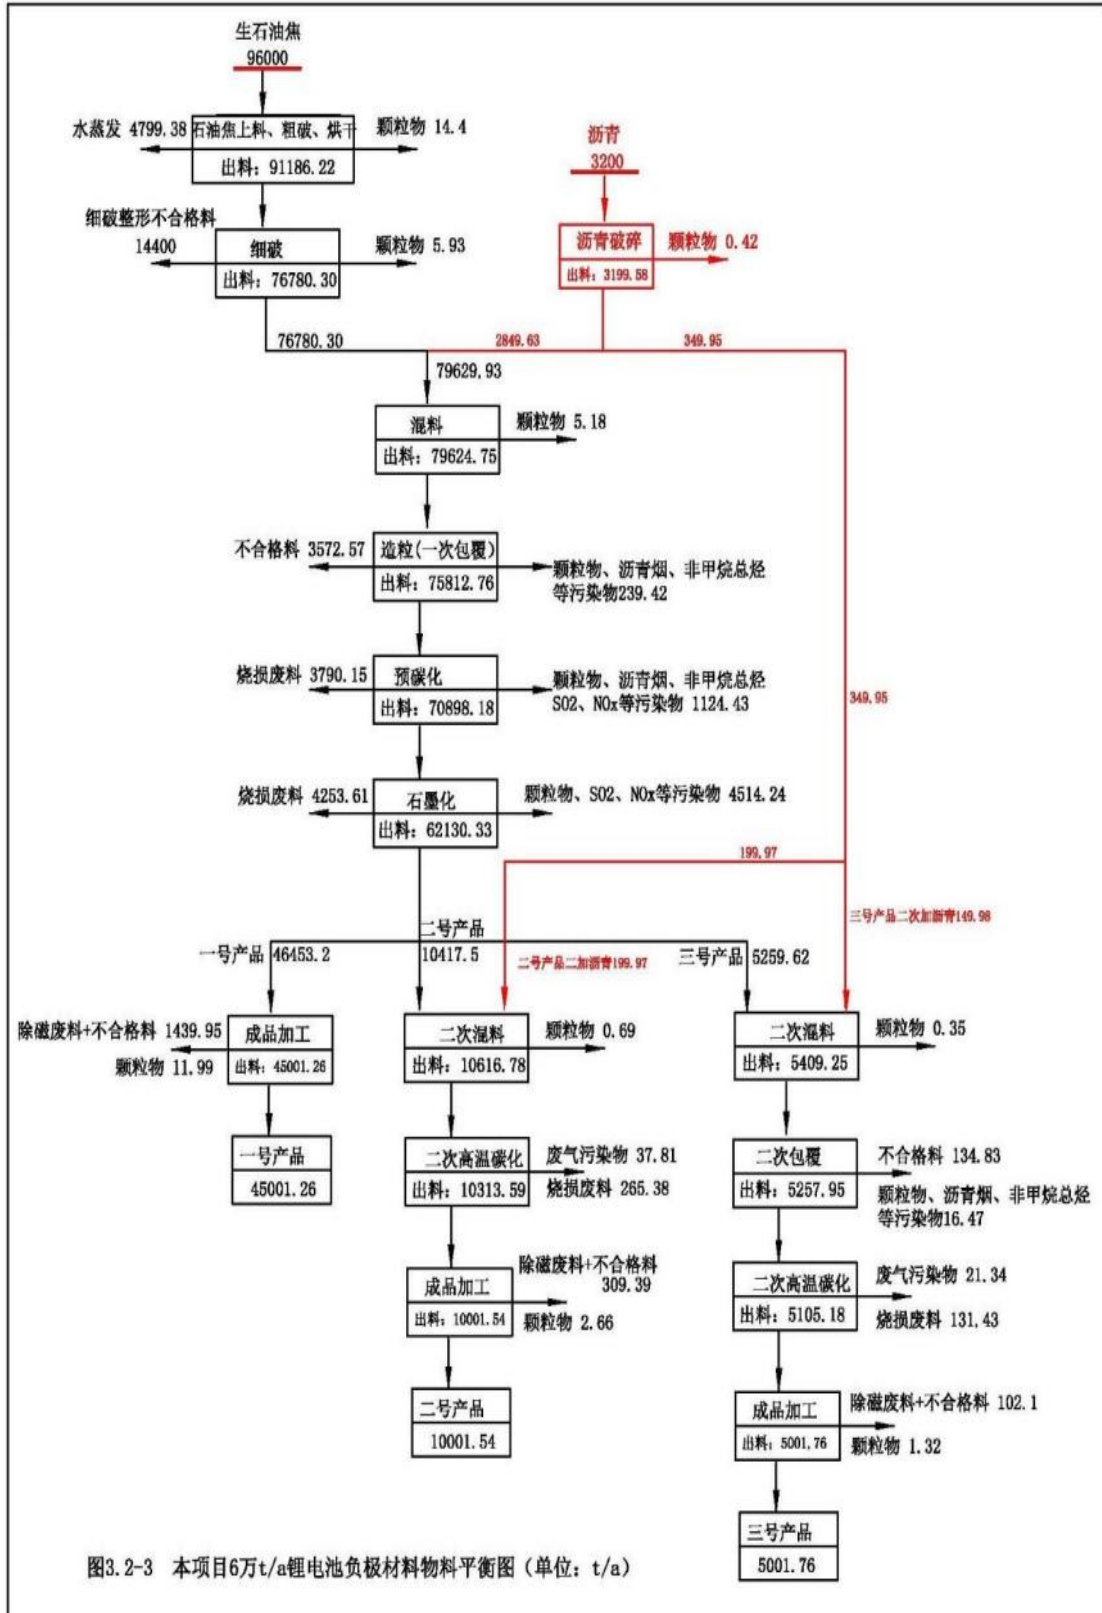 生石油焦
96000
水蒸发 4799.38
石油焦上料、粗破、烘干
颗粒物 14.4
出料：91186.22
沥青
3200
细破整形不合格料
14400
细破
颗粒物 5.93
出料：76780.30
沥青破碎
颗粒物 0.42
出料：3199.58
76780.30
2849.63
349.95
79629.93
混料
颗粒物 5.18
出料：79624.75
不合格料 3572.57
造粒(一次包覆)
出料：75812.76
颗粒物、沥青烟、非甲烷总烃
等污染物239.42
烧损废料 3790.15
预碳化
出料：70898.18
颗粒物、沥青烟、非甲烷总烃
SO2、NOx等污染物 1124.43
349.95
烧损废料 4253.61
石墨化
颗粒物、SO2、NOx等污染物 4514.24
出料：62130.33
199.97
三号产品二次加沥青149.98
二号产品
一号产品 46453.2
10417.5
二号产品二加沥青199.97
三号产品 5259.62
除磁废料+不合格料 1439.95
颗粒物 11.99
成品加工
出料：45001.26
二次混料
颗粒物 0.69
出料：10616.78
二次混料
颗粒物 0.35
出料：5409.25
一号产品
45001.26
二次高温碳化
废气污染物 37.81
出料：10313.59
烧损废料 265.38
二次包覆
不合格料 134.83
出料：5257.95
颗粒物、沥青烟、非甲烷总烃
等污染物16.47
成品加工
除磁废料+不合格料
309.39
出料：10001.54
颗粒物 2.66
二次高温碳化
废气污染物 21.34
出料：5105.18
烧损废料 131.43
二号产品
10001.54
成品加工
除磁废料+不合格料 102.1
出料：5001.76
颗粒物 1.32
三号产品
5001.76
图3.2-3 本项目6万t/a锂电池负极材料物料平衡图（单位：t/a）